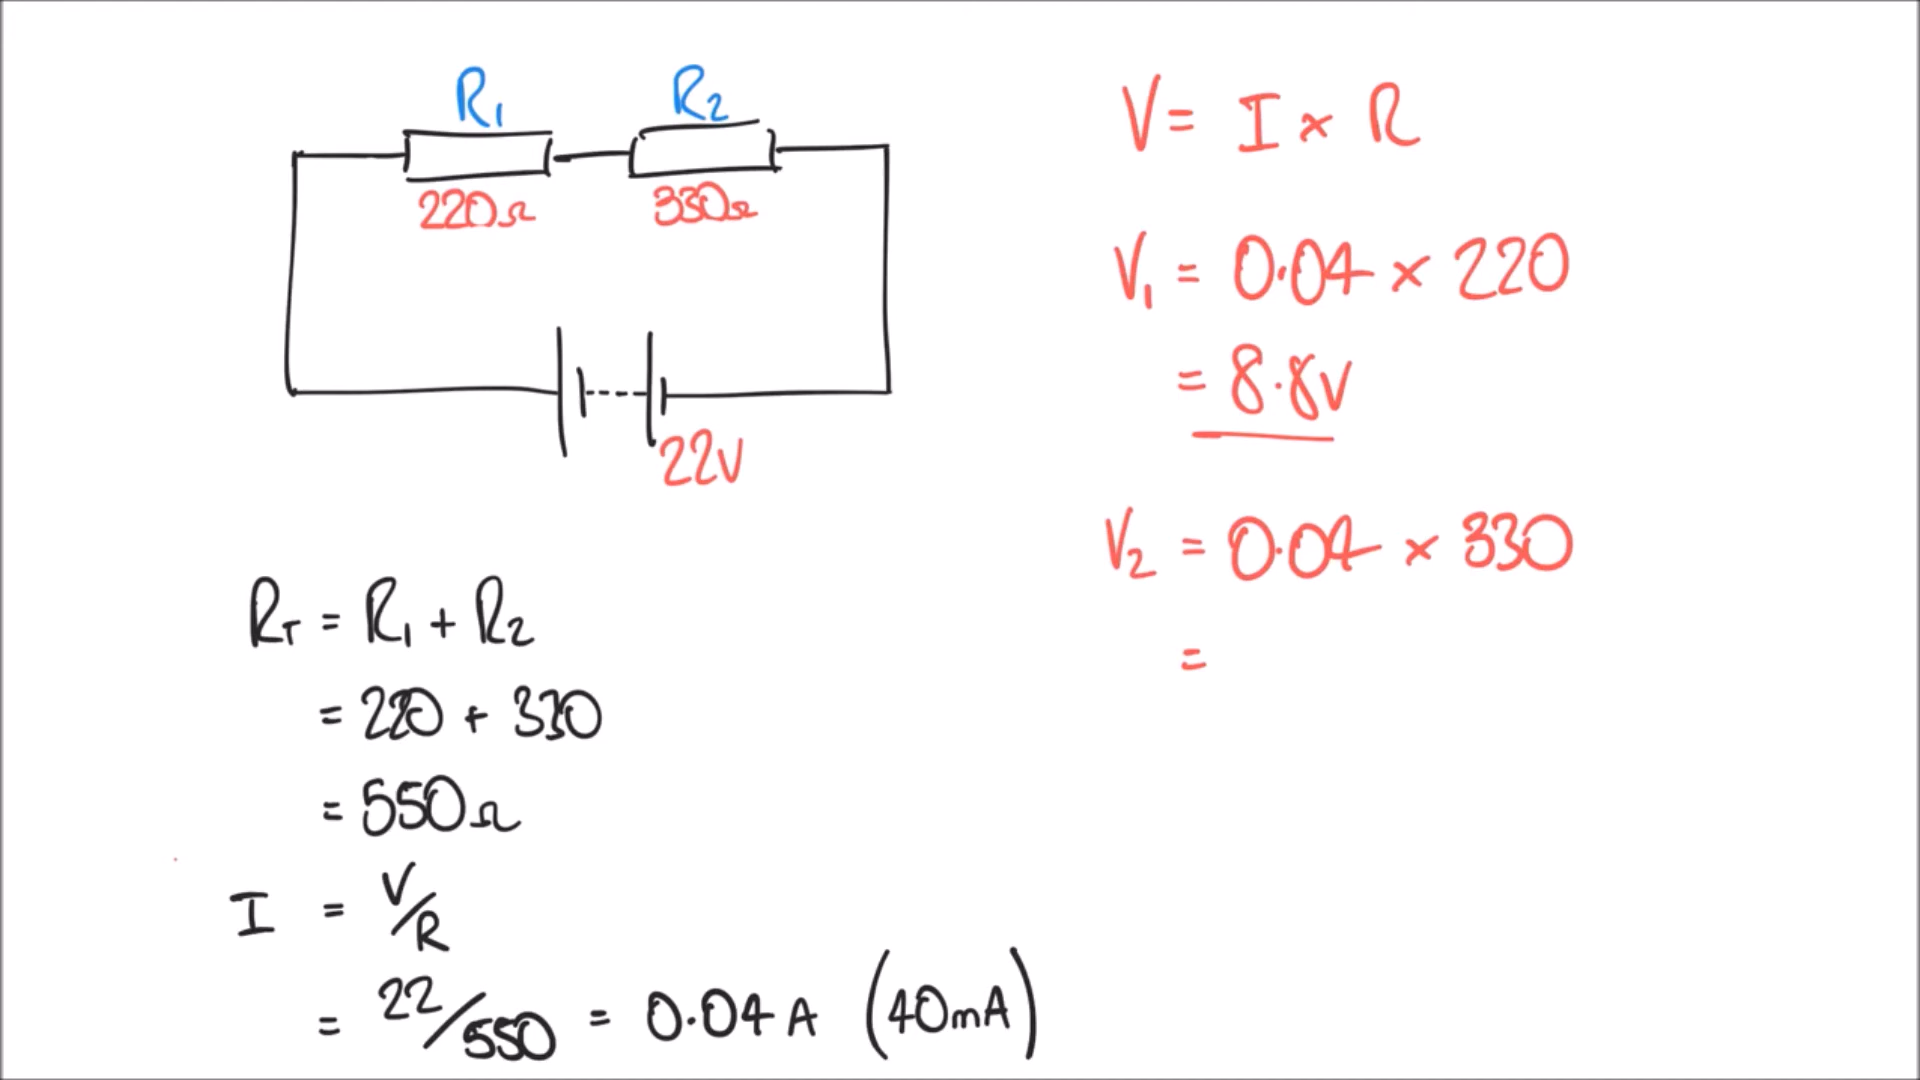 R1 R2
220Ω 330Ω
22V
RT = R1 + R2
= 220 + 330
= 550Ω
I = V/R
= 22/550 = 0.04 A (40mA)
V = I × R
V1 = 0.04 × 220
= 8.8V
V2 = 0.04 × 330
=